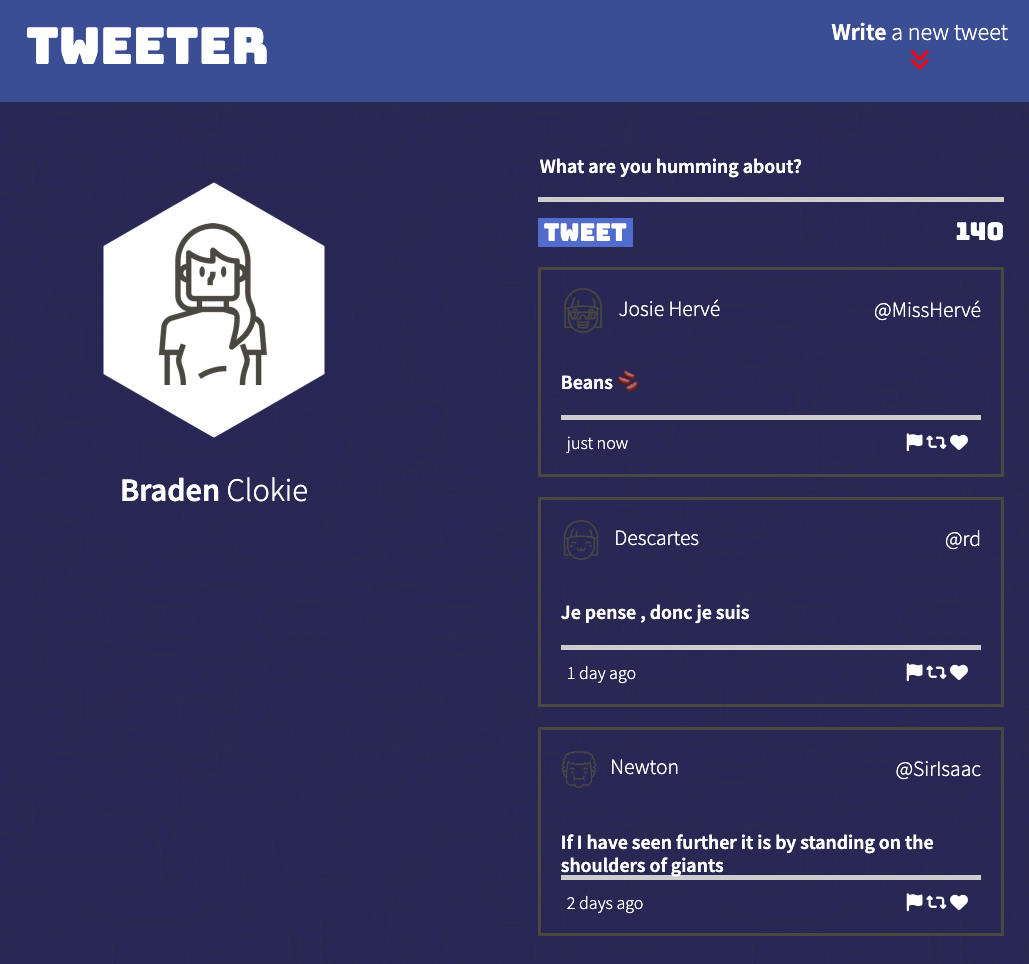 TWEETER
Write a new tweet
Braden Clokie
What are you humming about?
TWEET
140
Josie Hervé
@MissHervé
Beans 🫘
just now
Descartes
@rd
Je pense , donc je suis
1 day ago
Newton
@SirIsaac
If I have seen further it is by standing on the
shoulders of giants
2 days ago